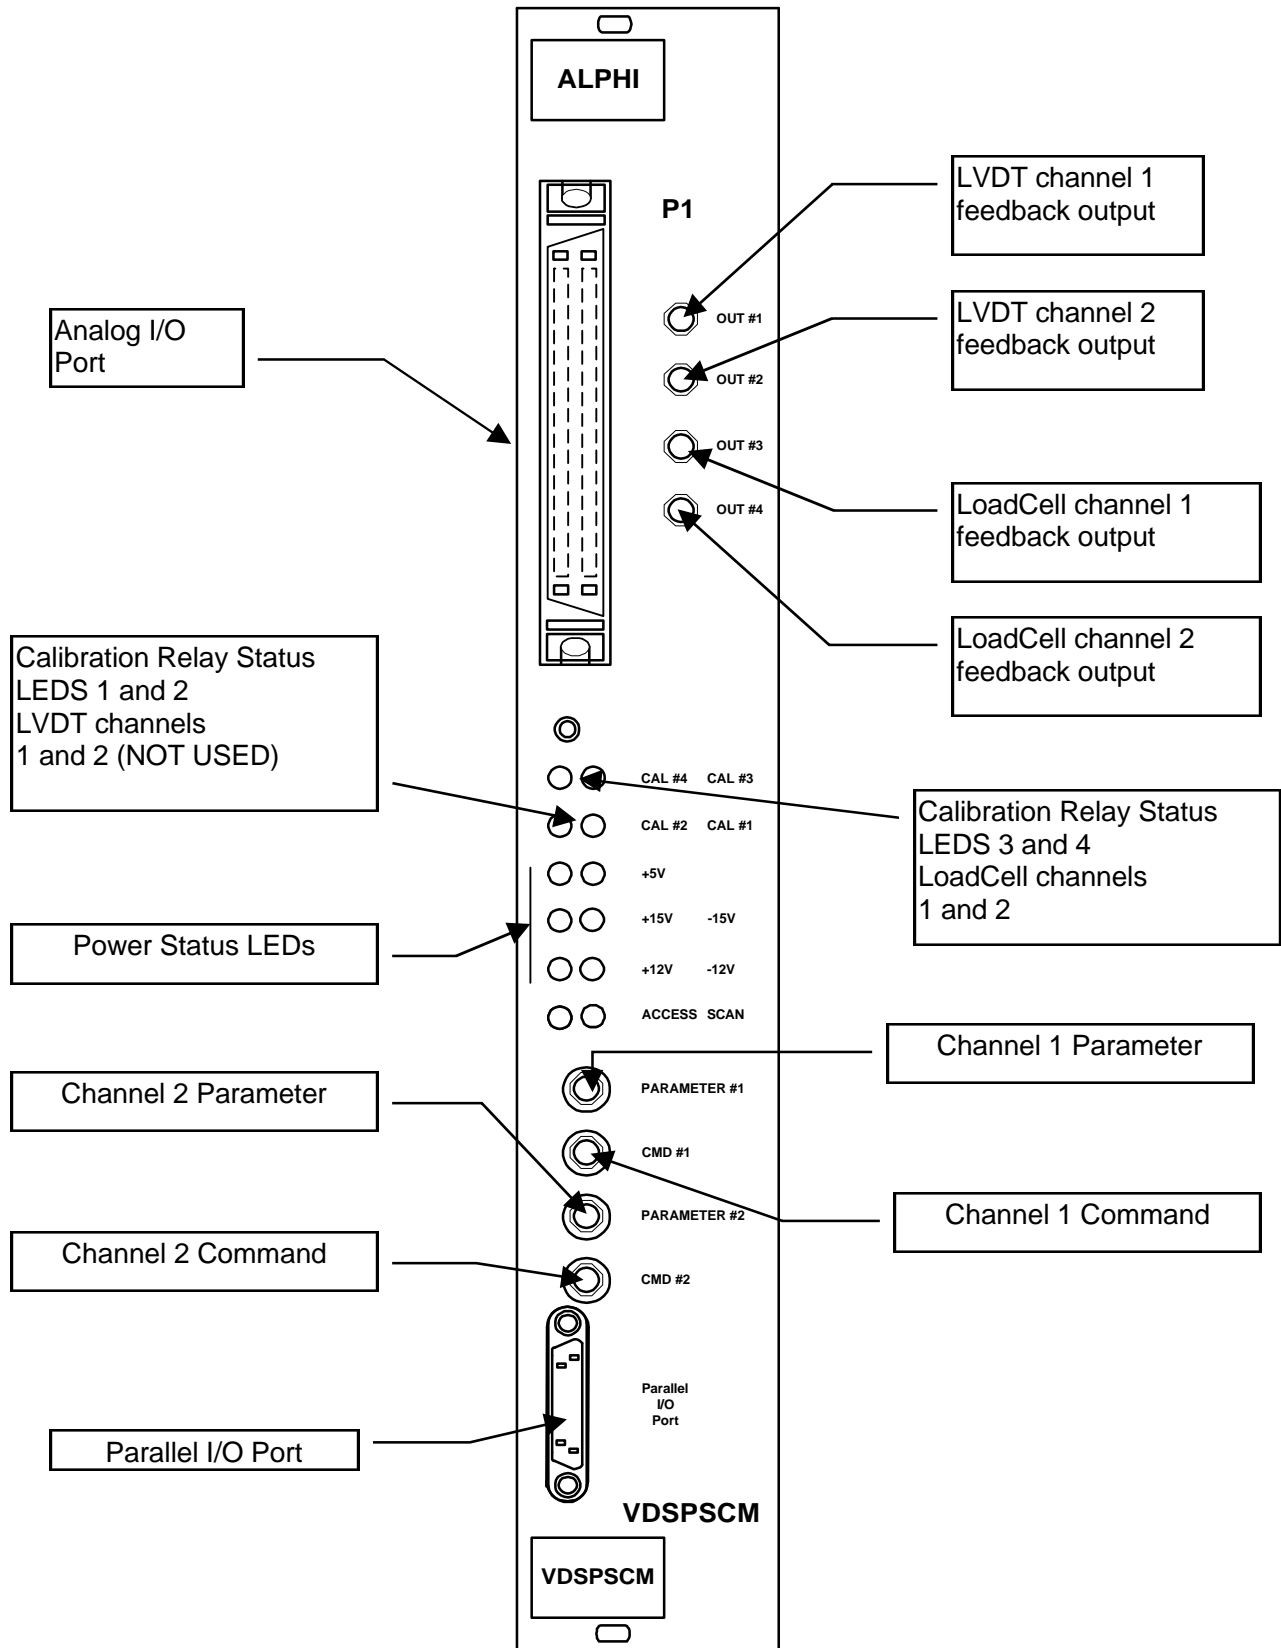 ALPHI
P1
LVDT channel 1
feedback output
OUT #1
LVDT channel 2
feedback output
Analog I/O
Port
OUT #2
OUT #3
LoadCell channel 1
feedback output
OUT #4
LoadCell channel 2
feedback output
Calibration Relay Status
LEDS 1 and 2
LVDT channels
1 and 2 (NOT USED)
CAL #4 CAL #3
CAL #2 CAL #1
Calibration Relay Status
LEDS 3 and 4
LoadCell channels
1 and 2
+5V
+15V -15V
Power Status LEDs
+12V -12V
ACCESS SCAN
Channel 1 Parameter
PARAMETER #1
Channel 2 Parameter
CMD #1
PARAMETER #2
Channel 1 Command
Channel 2 Command
CMD #2
Parallel
I/O
Port
Parallel I/O Port
VDSPSCM
VDSPSCM